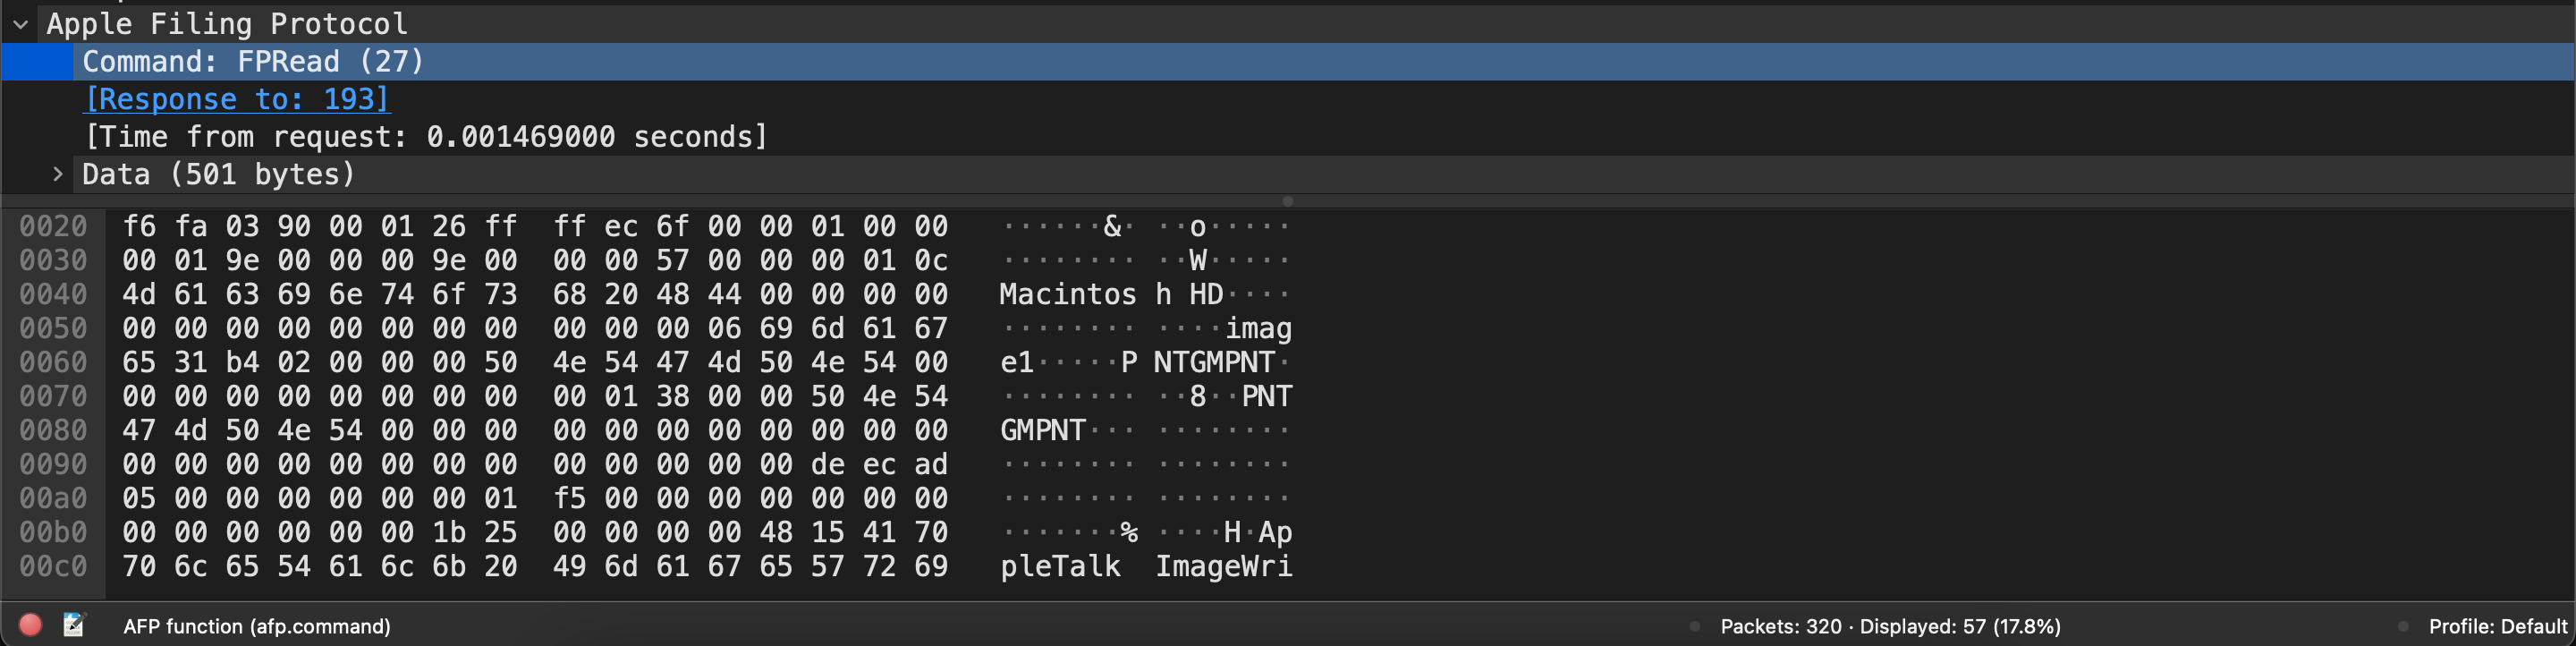 Apple Filing Protocol
Command: FPRead (27)
[Response to: 193]
[Time from request: 0.001469000 seconds]
Data (501 bytes)
0020 f6 fa 03 90 00 01 26 ff ff ec 6f 00 00 01 00 00 ······&· ··o·····
0030 00 01 9e 00 00 00 9e 00 00 00 57 00 00 00 01 0c ········ ··W·····
0040 4d 61 63 69 6e 74 6f 73 68 20 48 44 00 00 00 00 Macintos h HD····
0050 00 00 00 00 00 00 00 00 00 00 00 06 69 6d 61 67 ········ ····imag
0060 65 31 b4 02 00 00 00 50 4e 54 47 4d 50 4e 54 00 e1·····P NTGMPNT·
0070 00 00 00 00 00 00 00 00 00 01 38 00 00 50 4e 54 ········ ··8··PNT
0080 47 4d 50 4e 54 00 00 00 00 00 00 00 00 00 00 00 GMPNT··· ········
0090 00 00 00 00 00 00 00 00 00 00 00 00 00 de ec ad ········ ········
00a0 05 00 00 00 00 00 00 01 f5 00 00 00 00 00 00 00 ········ ········
00b0 00 00 00 00 00 00 1b 25 00 00 00 00 48 15 41 70 ·······% ····H·Ap
00c0 70 6c 65 54 61 6c 6b 20 49 6d 61 67 65 57 72 69 pleTalk ImageWri
AFP function (afp.command)
Packets: 320 · Displayed: 57 (17.8%)
Profile: Default